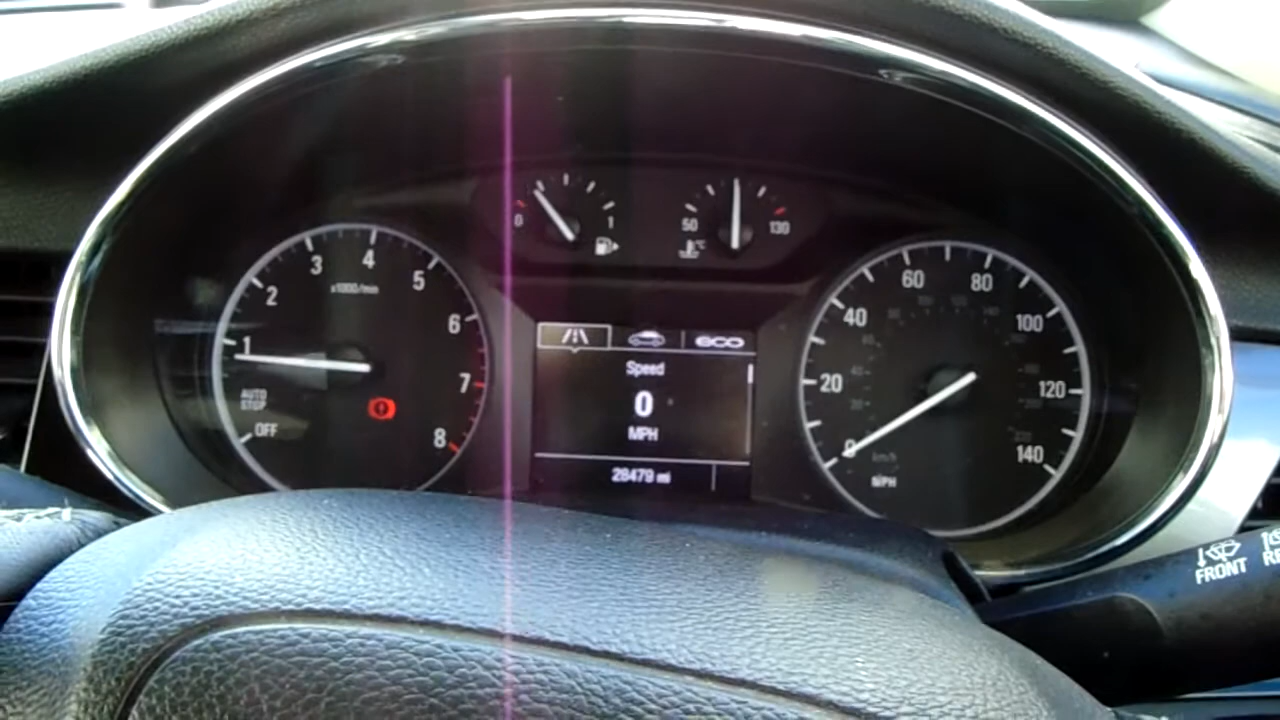 0 1
50 130
1 2 3 4 5 6 7 8
x1000/min
AUTO
STOP
OFF
ECO
Speed
0
MPH
28479 mi
0 20 40 60 80 100 120 140
km/h
MPH
FRONT